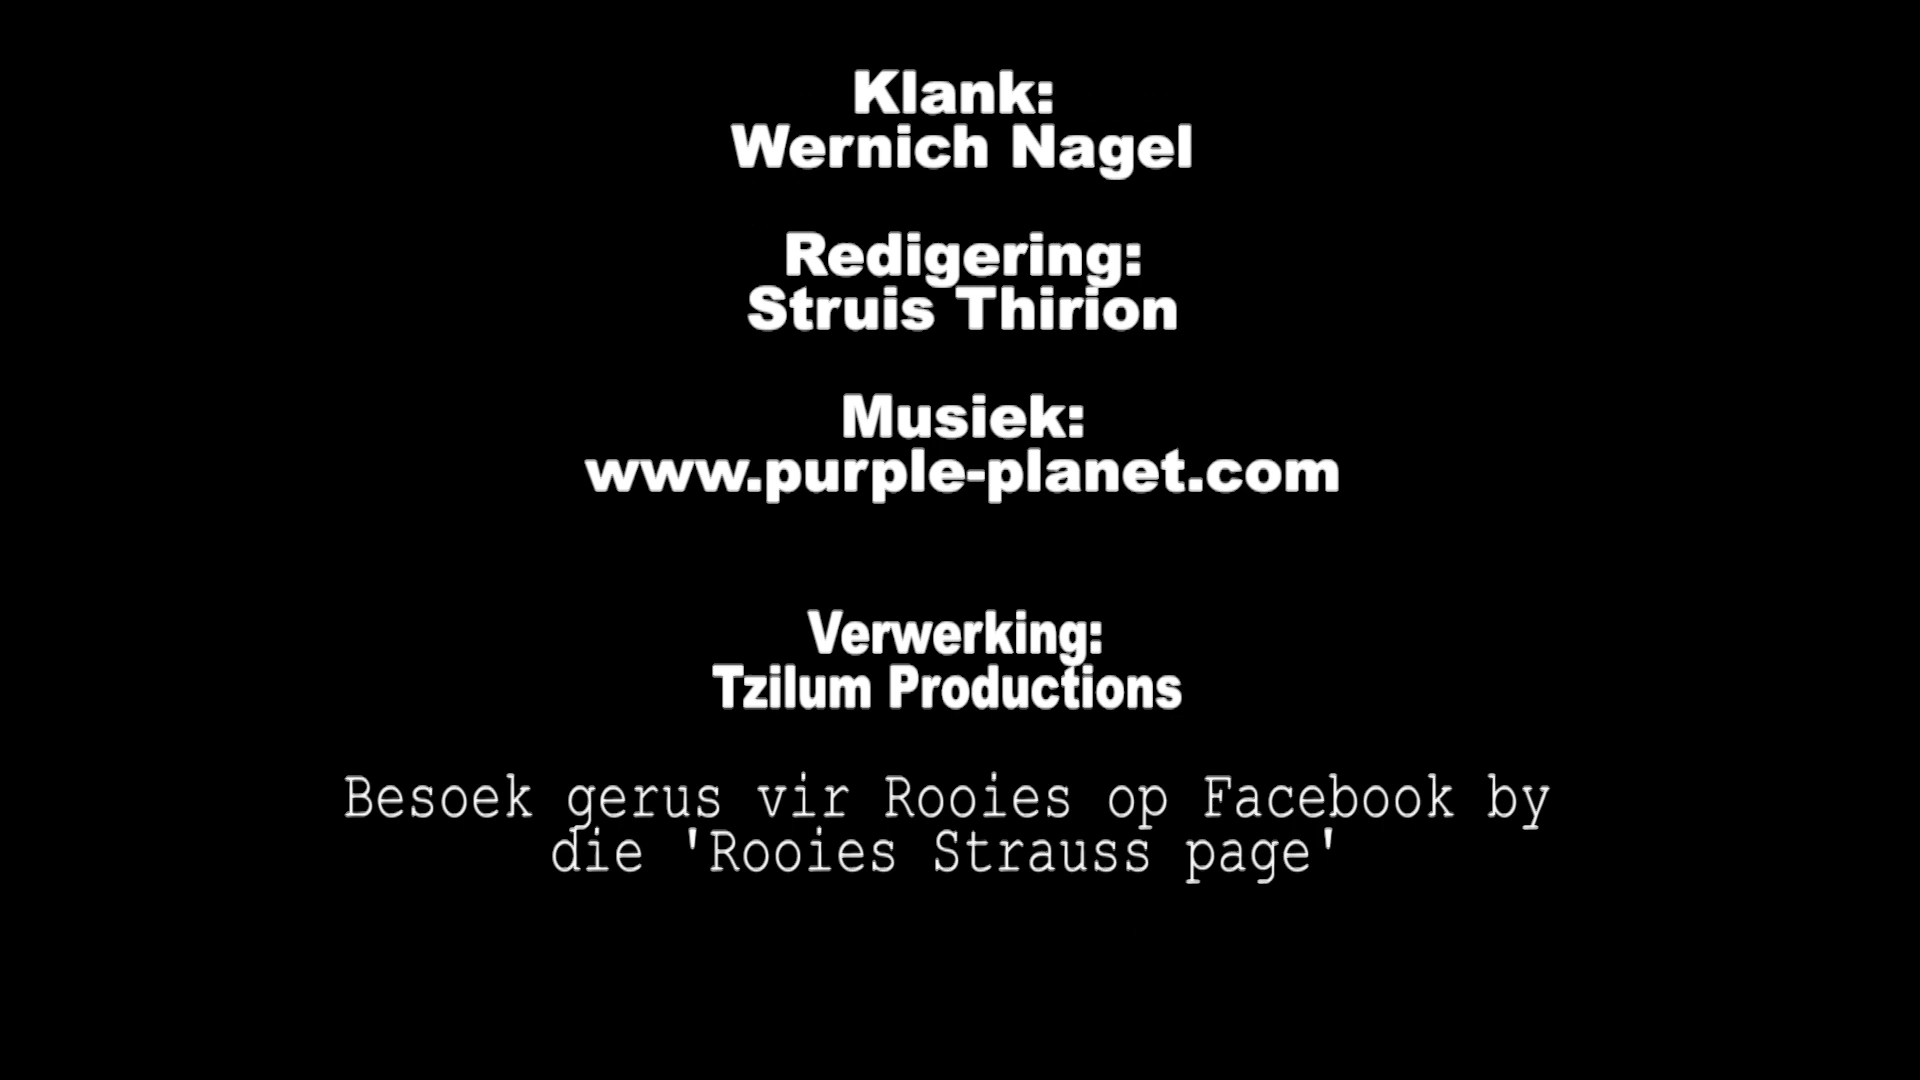 Klank:
Wernich Nagel
Redigering:
Struis Thirion
Musiek:
www.purple-planet.com
Verwerking:
Tzilum Productions
Besoek gerus vir Rooies op Facebook by
die 'Rooies Strauss page'